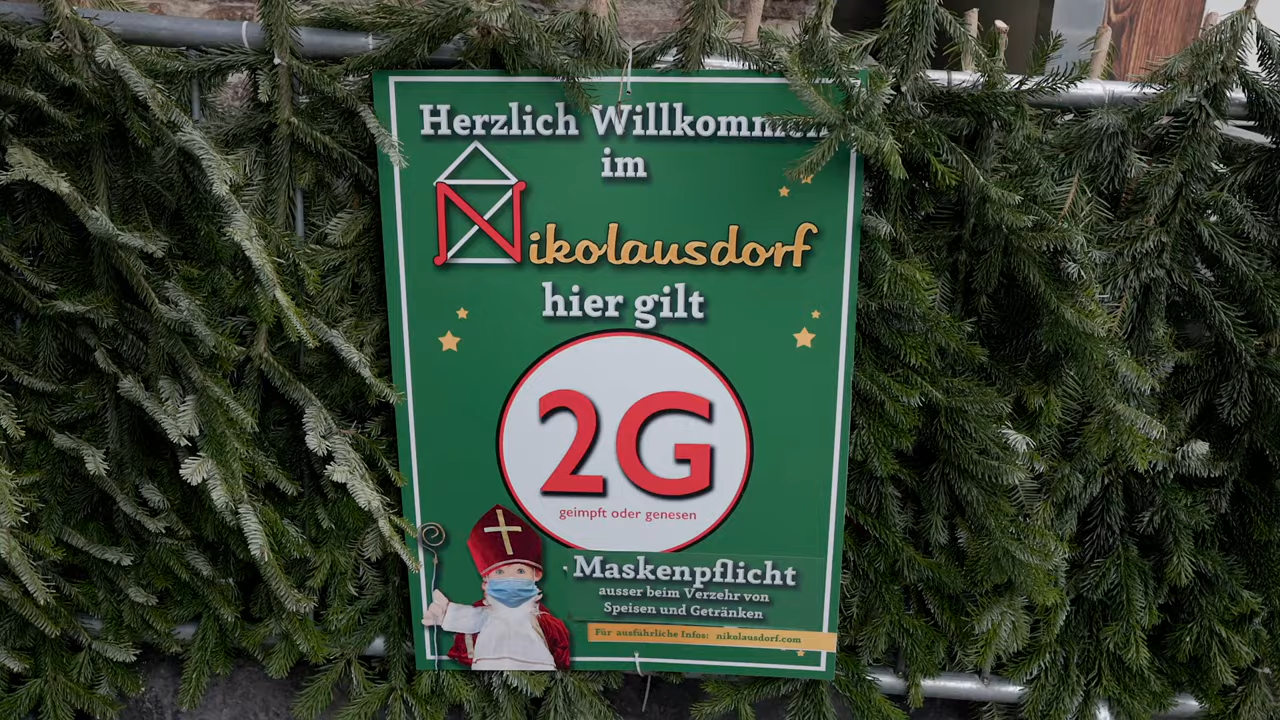 Herzlich Willkommen
im
Nikolausdorf
hier gilt
2G
geimpft oder genesen
Maskenpflicht
ausser beim Verzehr von
Speisen und Getränken
Für ausführliche Infos: nikolausdorf.com